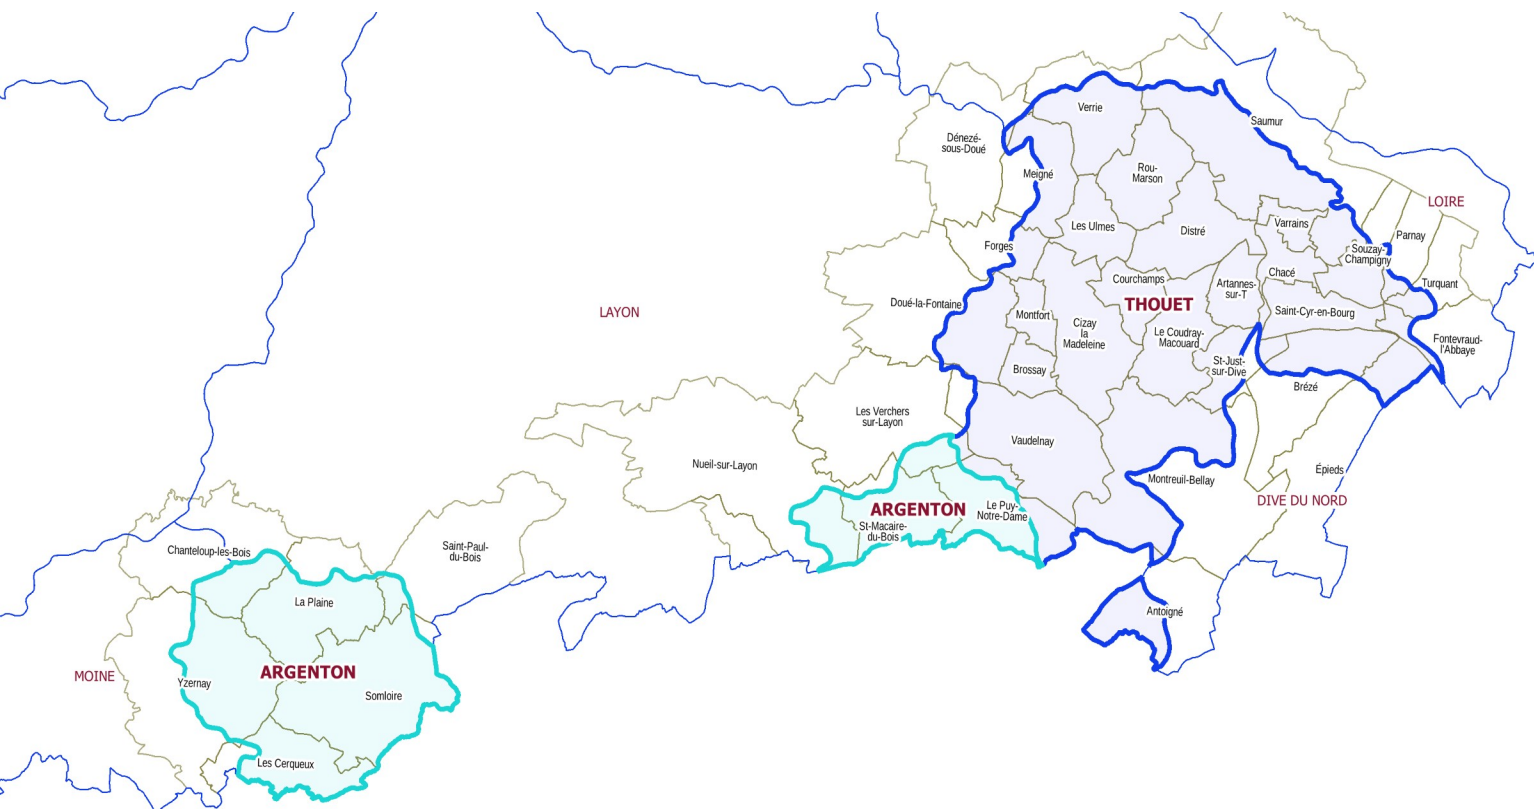 Verrie
Saumur
Dénezé-
sous-Doué
Meigné
Rou-
Marson
LOIRE
Les Ulmes
Distré
Varrains
Parnay
Forges
Souzay-
Champigny
Chacé
Courchamps
Artannes-
sur-T
Turquant
Doué-la-Fontaine
THOUET
LAYON
Montfort
Cizay
la
Madeleine
Saint-Cyr-en-Bourg
Le Coudray-
Macouard
Fontevraud-
l'Abbaye
Brossay
St-Just-
sur-Dive
Brézé
Les Verchers
sur-Layon
Vaudelnay
Nueil-sur-Layon
Épieds
Montreuil-Bellay
DIVE DU NORD
ARGENTON
Le Puy-
Notre-Dame
St-Macaire-
du-Bois
Chanteloup-les-Bois
Saint-Paul-
du-Bois
La Plaine
Antoigné
ARGENTON
MOINE
Yzernay
Somloire
Les Cerqueux